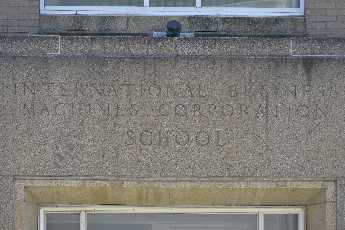 INTERNATIONAL BUSINESS
MACHINES CORPORATION
SCHOOL